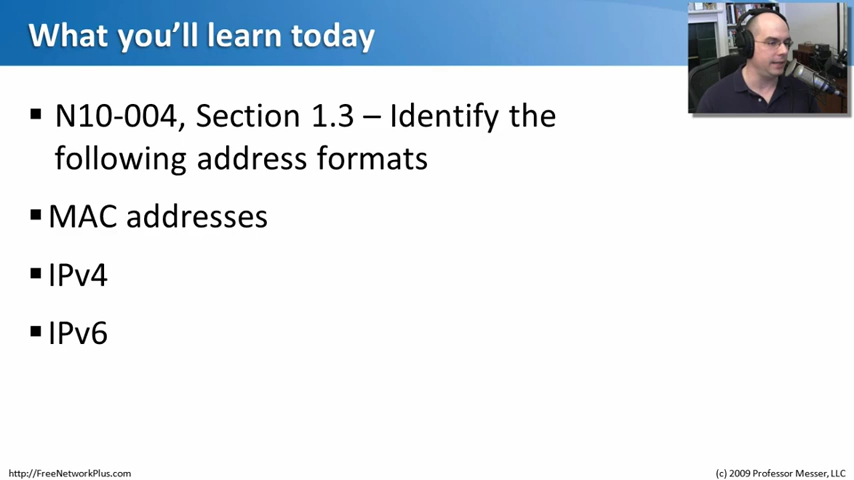 What you'll learn today
▪ N10-004, Section 1.3 – Identify the
following address formats
▪ MAC addresses
▪ IPv4
▪ IPv6
http://FreeNetworkPlus.com
(c) 2009 Professor Messer, LLC